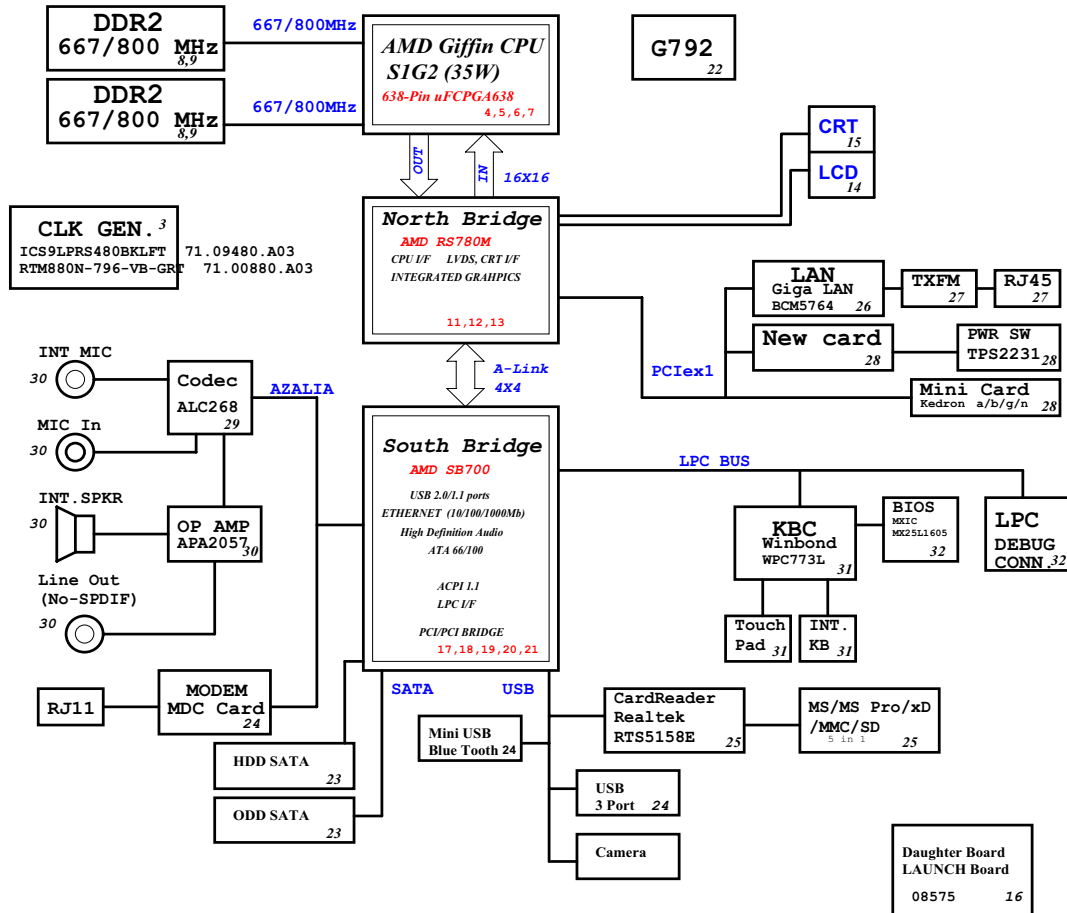 DDR2
667/800 MHz
8,9
667/800MHz
DDR2
667/800 MHz
8,9
667/800MHz
AMD Giffin CPU
S1G2 (35W)
638-Pin uFCPGA638
4,5,6,7
G792
22
OUT
IN
16X16
CRT
15
LCD
14
CLK GEN. 3
ICS9LPRS480BKLFT 71.09480.A03
RTM880N-796-VB-GRT 71.00880.A03
North Bridge
AMD RS780M
CPU I/F LVDS, CRT I/F
INTEGRATED GRAHPICS
11,12,13
LAN
Giga LAN
BCM5764 26
TXFM
27
RJ45
27
New card
28
PWR SW
TPS2231 28
PCIex1
Mini Card
Kedron a/b/g/n 28
A-Link
4X4
INT MIC
30
Codec
ALC268
29
AZALIA
MIC In
30
INT.SPKR
30
OP AMP
APA2057
30
Line Out
(No-SPDIF)
30
South Bridge
AMD SB700
USB 2.0/1.1 ports
ETHERNET (10/100/1000Mb)
High Definition Audio
ATA 66/100
ACPI 1.1
LPC I/F
PCI/PCI BRIDGE
17,18,19,20,21
LPC BUS
KBC
Winbond
WPC773L
31
BIOS
MXIC
MX25L1605
32
LPC
DEBUG
CONN.
32
Touch
Pad 31
INT.
KB 31
RJ11
MODEM
MDC Card
24
SATA
USB
HDD SATA
23
ODD SATA
23
Mini USB
Blue Tooth 24
CardReader
Realtek
RTS5158E
25
MS/MS Pro/xD
/MMC/SD
5 in 1
25
USB
3 Port 24
Camera
Daughter Board
LAUNCH Board
08575 16